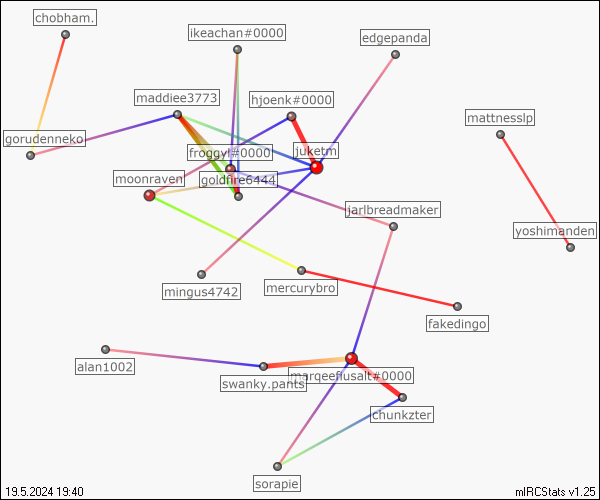 chobham.
ikeachan#0000
edgepanda
maddiee3773
hjoenk#0000
mattnesslp
gorudenneko
froggyl#0000
juketm
moonraven
goldfire6444
jarlbreadmaker
yoshimanden
mingus4742
mercurybro
fakedingo
alan1002
swanky.pants
marqeeflusalt#0000
chunkzter
sorapie
19.5.2024 19:40
mIRCStats v1.25